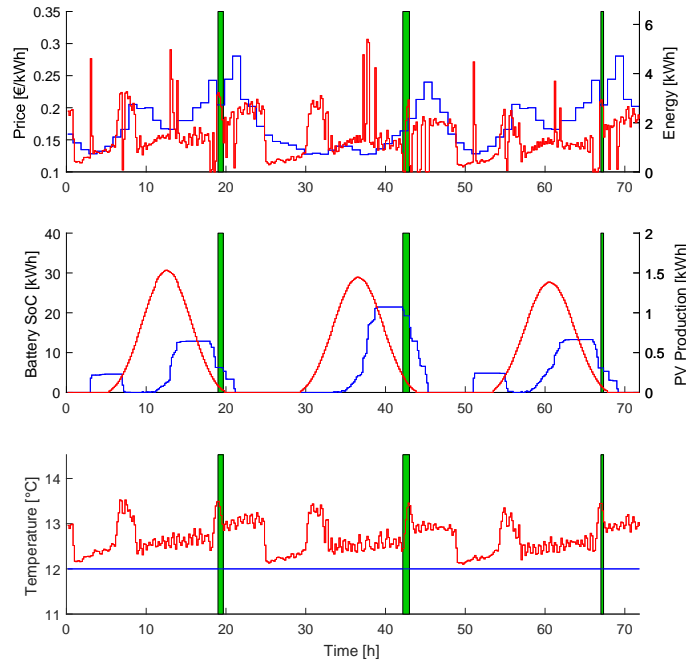 0.35
0.3
0.25
0.2
0.15
0.1
Price [€/kWh]
6
4
2
0
Energy [kWh]
0 10 20 30 40 50 60 70
40
30
20
10
0
Battery SoC [kWh]
2
1.5
1
0.5
0
PV Production [kWh]
0 10 20 30 40 50 60 70
14
13
12
11
Temperature [°C]
0 10 20 30 40 50 60 70
Time [h]